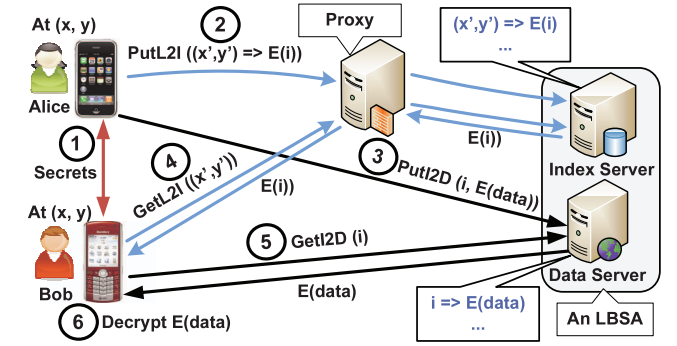 At (x, y)
Alice
2
PutL2I ((x',y') => E(i))
Proxy
(x',y') => E(i)
...
1
Secrets
4
GetL2I ((x',y'))
E(i))
3
PutI2D (i, E(data))
E(i))
Index Server
At (x, y)
Bob
5
GetI2D (i)
E(data)
Data Server
6
Decrypt E(data)
i => E(data)
...
An LBSA